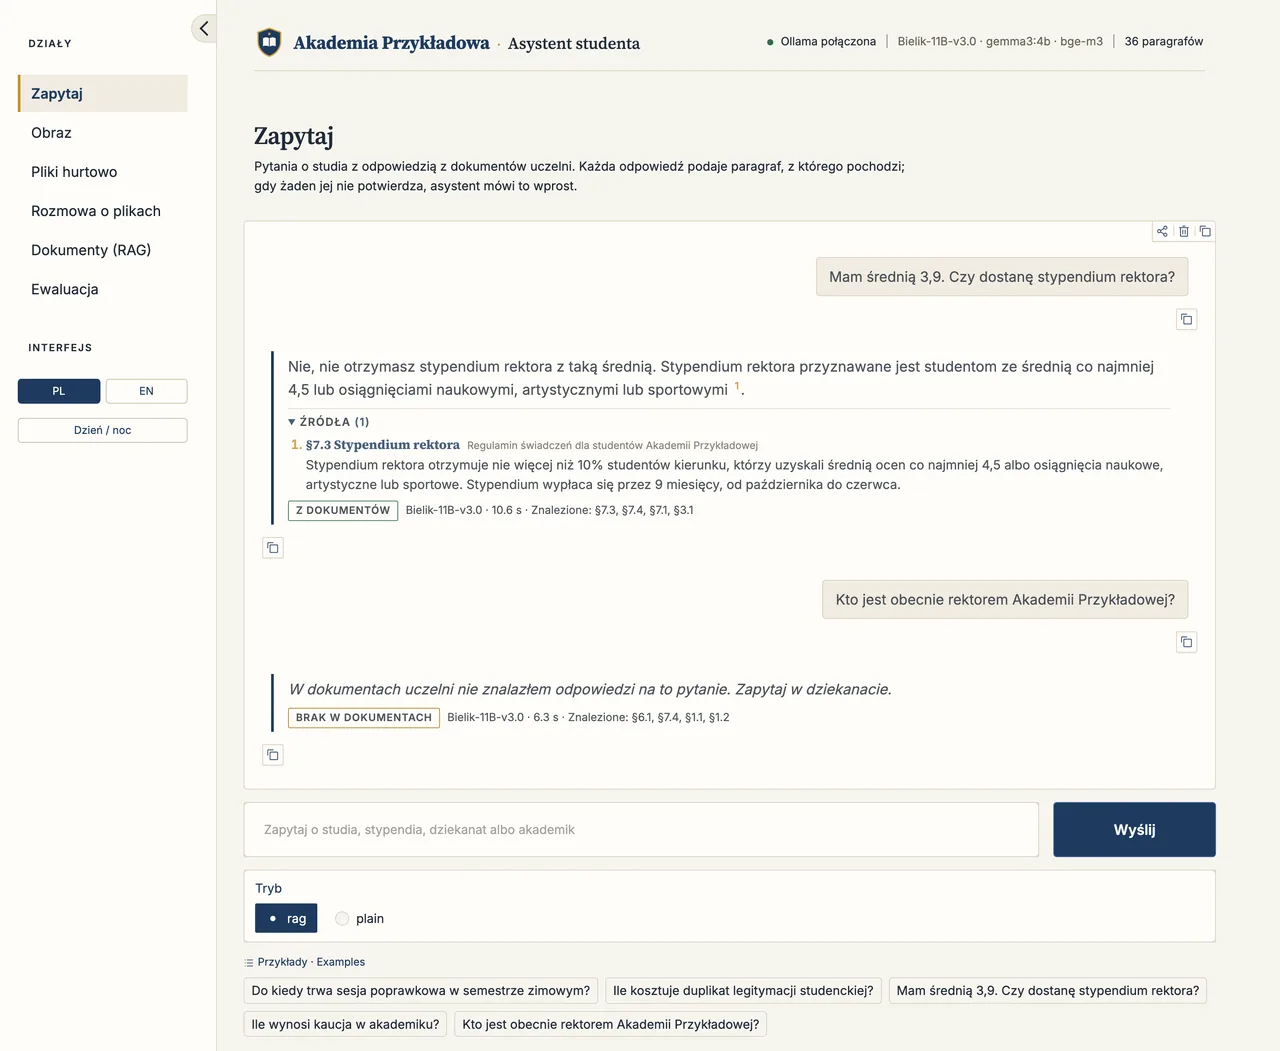 DZIAŁY
Zapytaj
Obraz
Pliki hurtowo
Rozmowa o plikach
Dokumenty (RAG)
Ewaluacja
INTERFEJS
PL
EN
Dzień / noc
Akademia Przykładowa · Asystent studenta
Ollama połączona
Bielik-11B-v3.0 · gemma3:4b · bge-m3
36 paragrafów
Zapytaj
Pytania o studia z odpowiedzią z dokumentów uczelni. Każda odpowiedź podaje paragraf, z którego pochodzi;
gdy żaden jej nie potwierdza, asystent mówi to wprost.
Mam średnią 3,9. Czy dostanę stypendium rektora?
Nie, nie otrzymasz stypendium rektora z taką średnią. Stypendium rektora przyznawane jest studentom ze średnią co najmniej
4,5 lub osiągnięciami naukowymi, artystycznymi lub sportowymi 1.
ŹRÓDŁA (1)
1. §7.3 Stypendium rektora Regulamin świadczeń dla studentów Akademii Przykładowej
Stypendium rektora otrzymuje nie więcej niż 10% studentów kierunku, którzy uzyskali średnią ocen co najmniej 4,5 albo osiągnięcia naukowe,
artystyczne lub sportowe. Stypendium wypłaca się przez 9 miesięcy, od października do czerwca.
Z DOKUMENTÓW Bielik-11B-v3.0 · 10.6 s · Znalezione: §7.3, §7.4, §7.1, §3.1
Kto jest obecnie rektorem Akademii Przykładowej?
W dokumentach uczelni nie znalazłem odpowiedzi na to pytanie. Zapytaj w dziekanacie.
BRAK W DOKUMENTACH Bielik-11B-v3.0 · 6.3 s · Znalezione: §6.1, §7.4, §1.1, §1.2
Zapytaj o studia, stypendia, dziekanat albo akademik
Wyślij
Tryb
rag
plain
Przykłady · Examples
Do kiedy trwa sesja poprawkowa w semestrze zimowym?
Ile kosztuje duplikat legitymacji studenckiej?
Mam średnią 3,9. Czy dostanę stypendium rektora?
Ile wynosi kaucja w akademiku?
Kto jest obecnie rektorem Akademii Przykładowej?